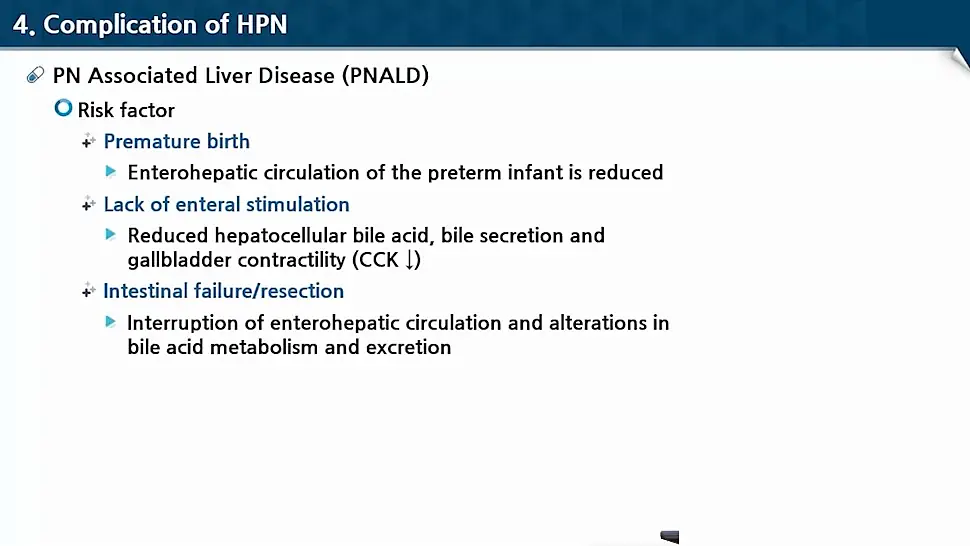 4. Complication of HPN
PN Associated Liver Disease (PNALD)
Risk factor
Premature birth
Enterohepatic circulation of the preterm infant is reduced
Lack of enteral stimulation
Reduced hepatocellular bile acid, bile secretion and
gallbladder contractility (CCK ↓)
Intestinal failure/resection
Interruption of enterohepatic circulation and alterations in
bile acid metabolism and excretion